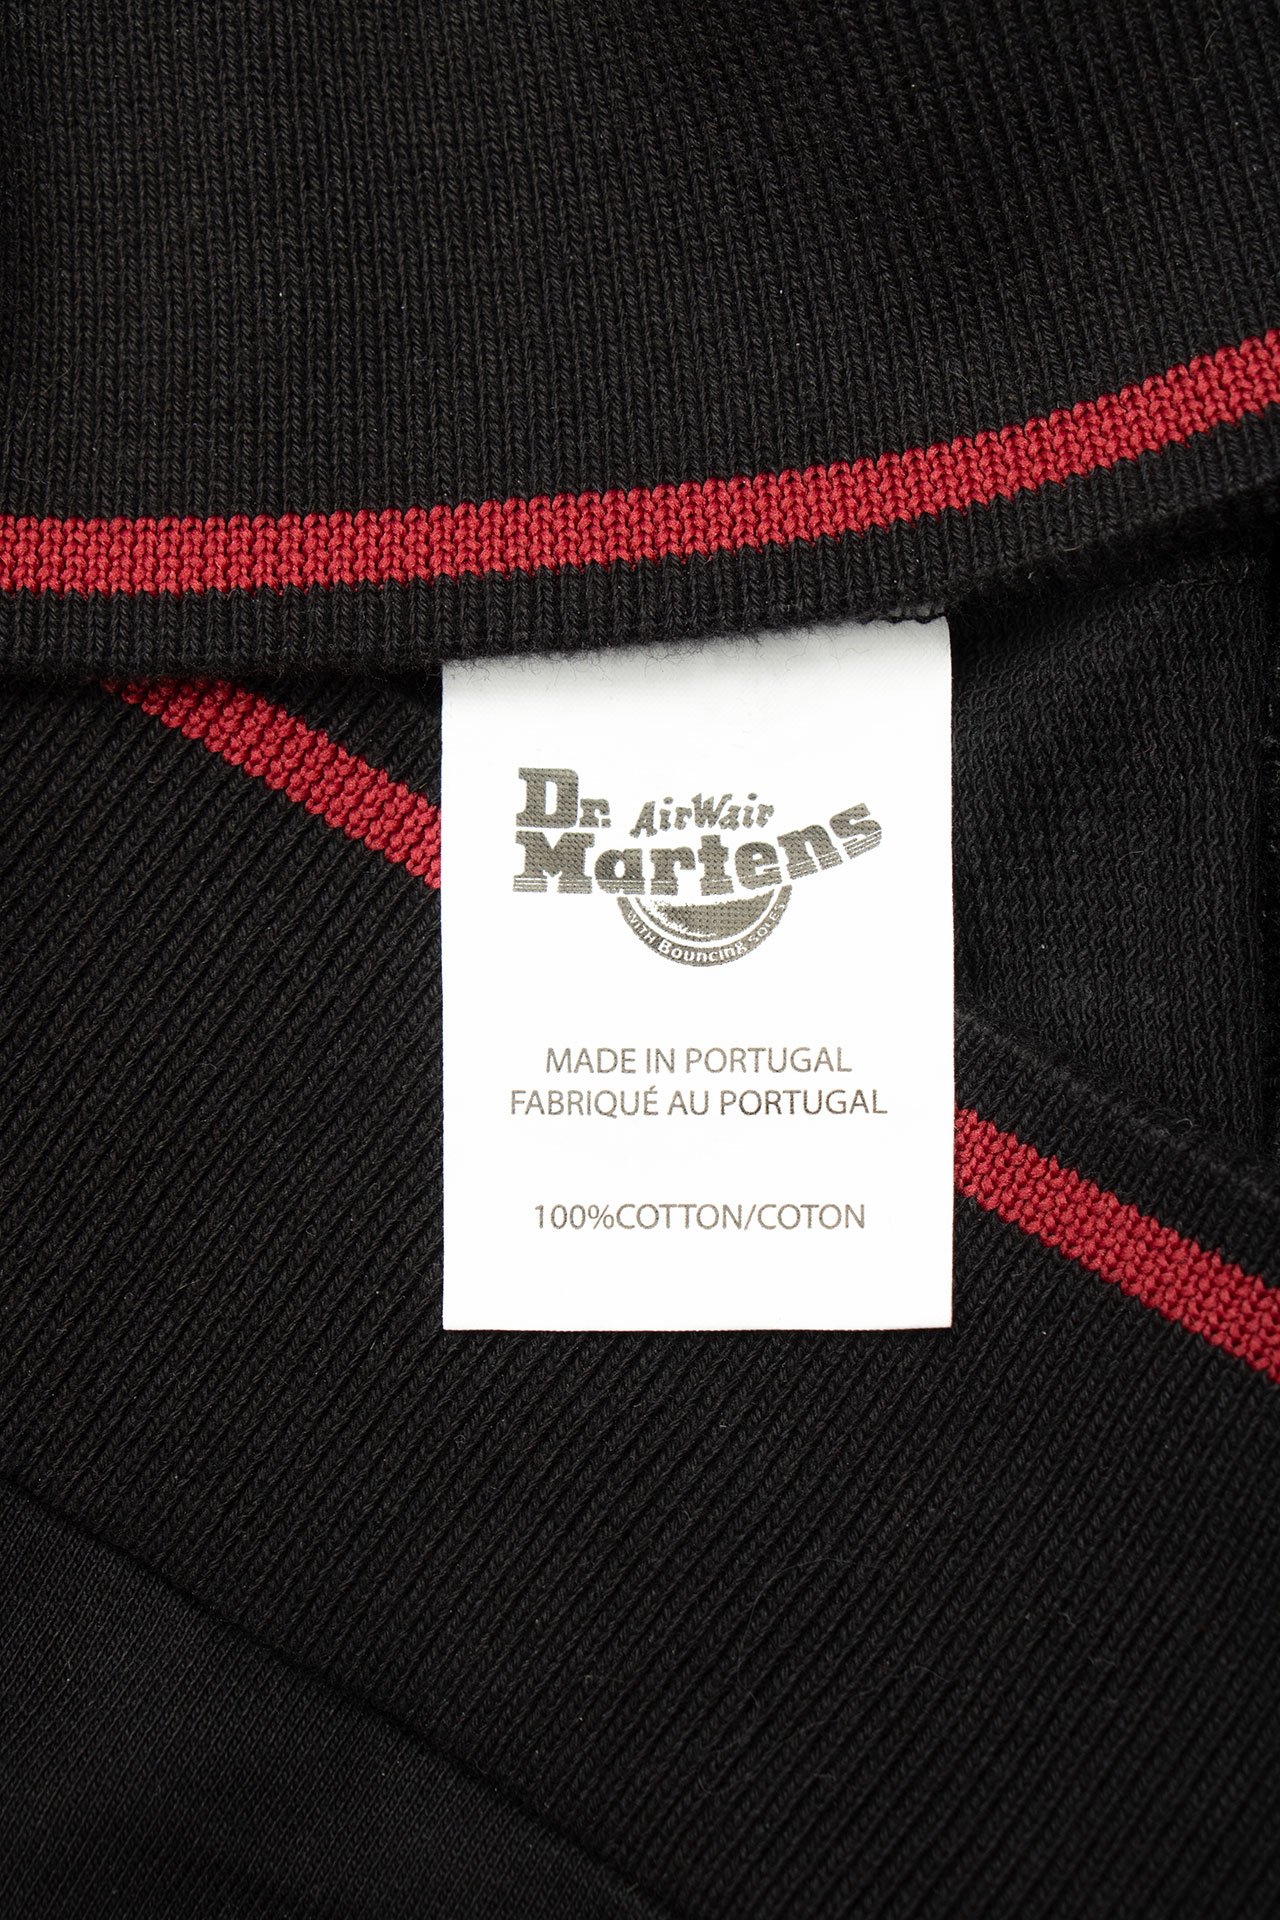 Dr. AirWair
Martens
WITH Bouncing SOLES
MADE IN PORTUGAL
FABRIQUÉ AU PORTUGAL
100%COTTON/COTON